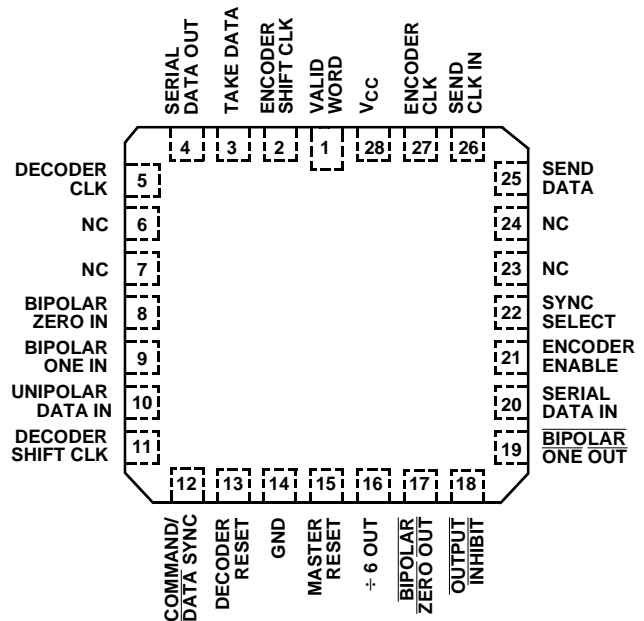 SERIAL
DATA OUT
TAKE DATA
ENCODER
SHIFT CLK
VALID
WORD
VCC
ENCODER
CLK
SEND
CLK IN
4
3
2
1
28
27
26
DECODER
CLK
5
NC
6
NC
7
BIPOLAR
ZERO IN
8
BIPOLAR
ONE IN
9
UNIPOLAR
DATA IN
10
DECODER
SHIFT CLK
11
25
SEND
DATA
24
NC
23
NC
22
SYNC
SELECT
21
ENCODER
ENABLE
20
SERIAL
DATA IN
19
BIPOLAR
ONE OUT
12
13
14
15
16
17
18
COMMAND/
DATA SYNC
DECODER
RESET
GND
MASTER
RESET
÷ 6 OUT
BIPOLAR
ZERO OUT
OUTPUT
INHIBIT